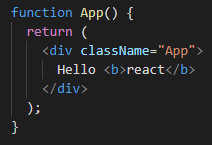 function App() {
  return (
    <div className="App">
      Hello <b>react</b>
    </div>
  );
}